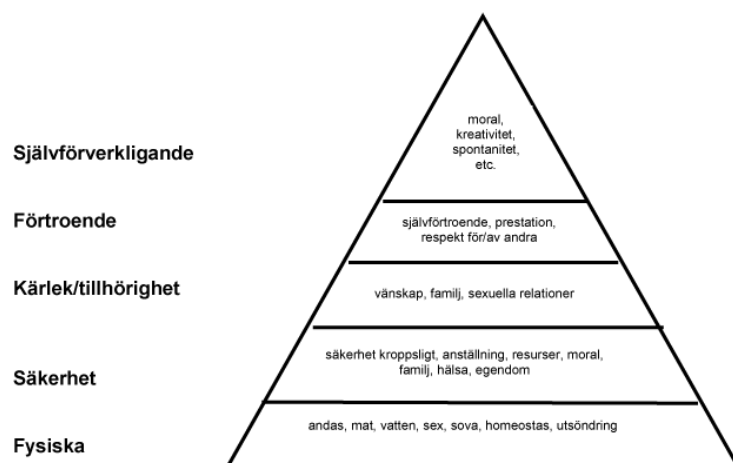 moral,
kreativitet,
spontanitet,
etc.
Självförverkligande
Förtroende
självförtroende, prestation,
respekt för/av andra
Kärlek/tillhörighet
vänskap, familj, sexuella relationer
Säkerhet
säkerhet kroppsligt, anställning, resurser, moral,
familj, hälsa, egendom
Fysiska
andas, mat, vatten, sex, sova, homeostas, utsöndring